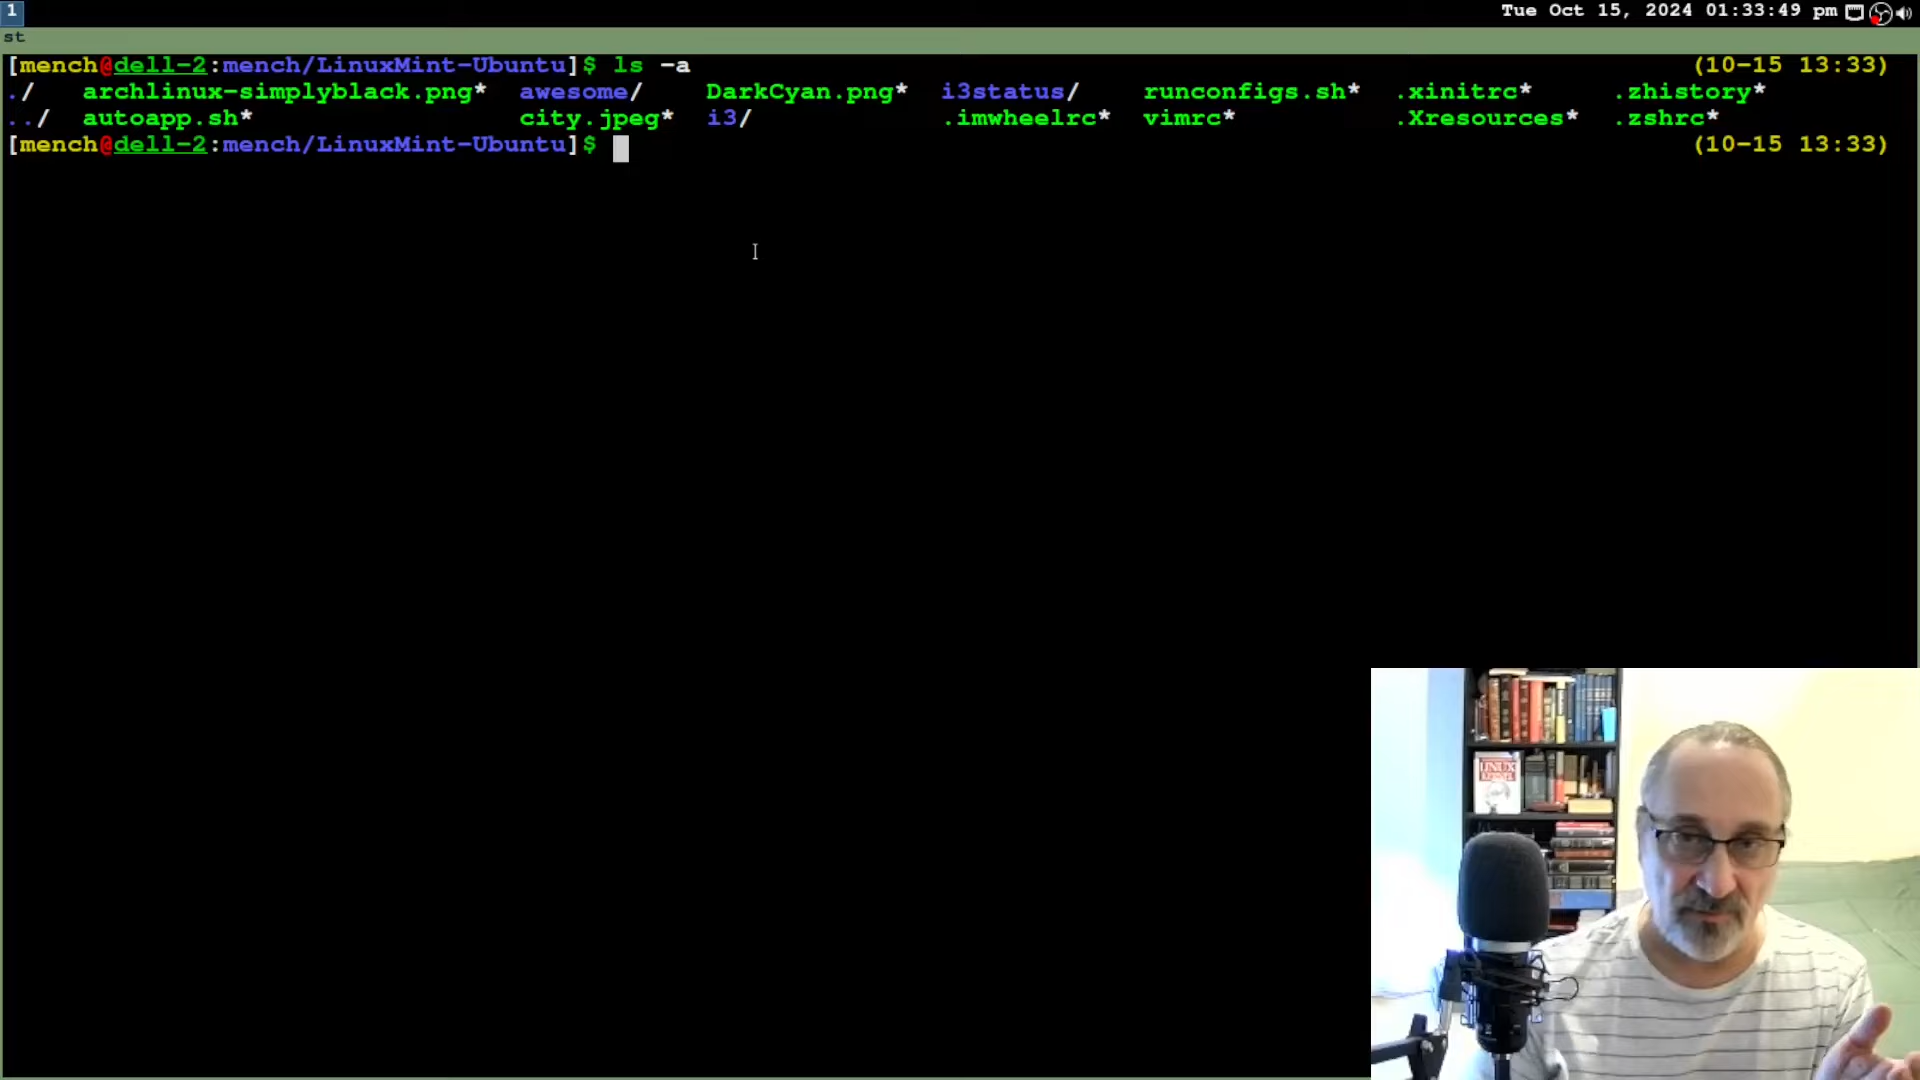 1
Tue Oct 15, 2024 01:33:49 pm
st
[mench@dell-2:mench/LinuxMint-Ubuntu]$ ls -a (10-15 13:33)
./ archlinux-simplyblack.png* awesome/ DarkCyan.png* i3status/ runconfigs.sh* .xinitrc* .zhistory*
../ autoapp.sh* city.jpeg* i3/ .imwheelrc* vimrc* .Xresources* .zshrc*
[mench@dell-2:mench/LinuxMint-Ubuntu]$ (10-15 13:33)
LINUX